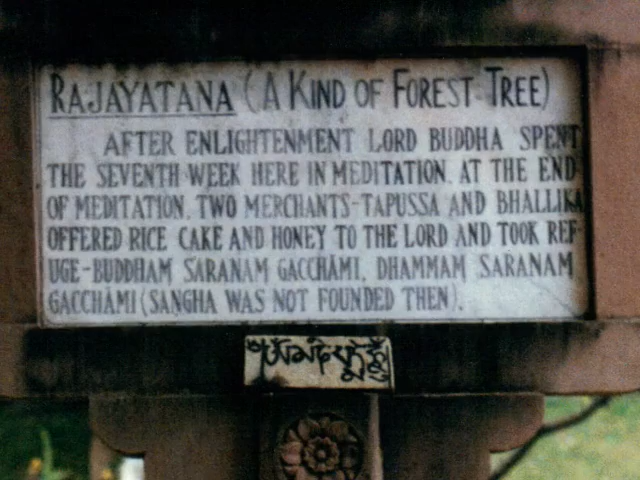 RAJAYATANA (A KIND OF FOREST TREE)
AFTER ENLIGHTENMENT LORD BUDDHA SPENT
THE SEVENTH WEEK HERE IN MEDITATION. AT THE END
OF MEDITATION, TWO MERCHANTS-TAPUSSA AND BHALLIKA
OFFERED RICE CAKE AND HONEY TO THE LORD AND TOOK REF-
UGE-BUDDHAM SARANAM GACCHĀMI, DHAMMAM SARANAM
GACCHĀMI (SANGHA WAS NOT FOUNDED THEN).